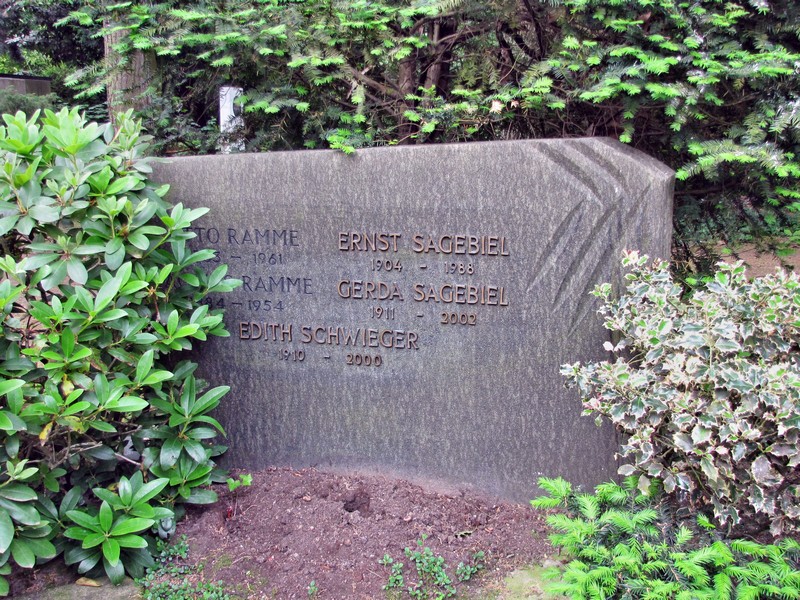 RAMME
1961
RAMME
1954
ERNST SAGEBIEL
1904 - 1988
GERDA SAGEBIEL
1911 - 2002
EDITH SCHWIEGER
1910 - 2000